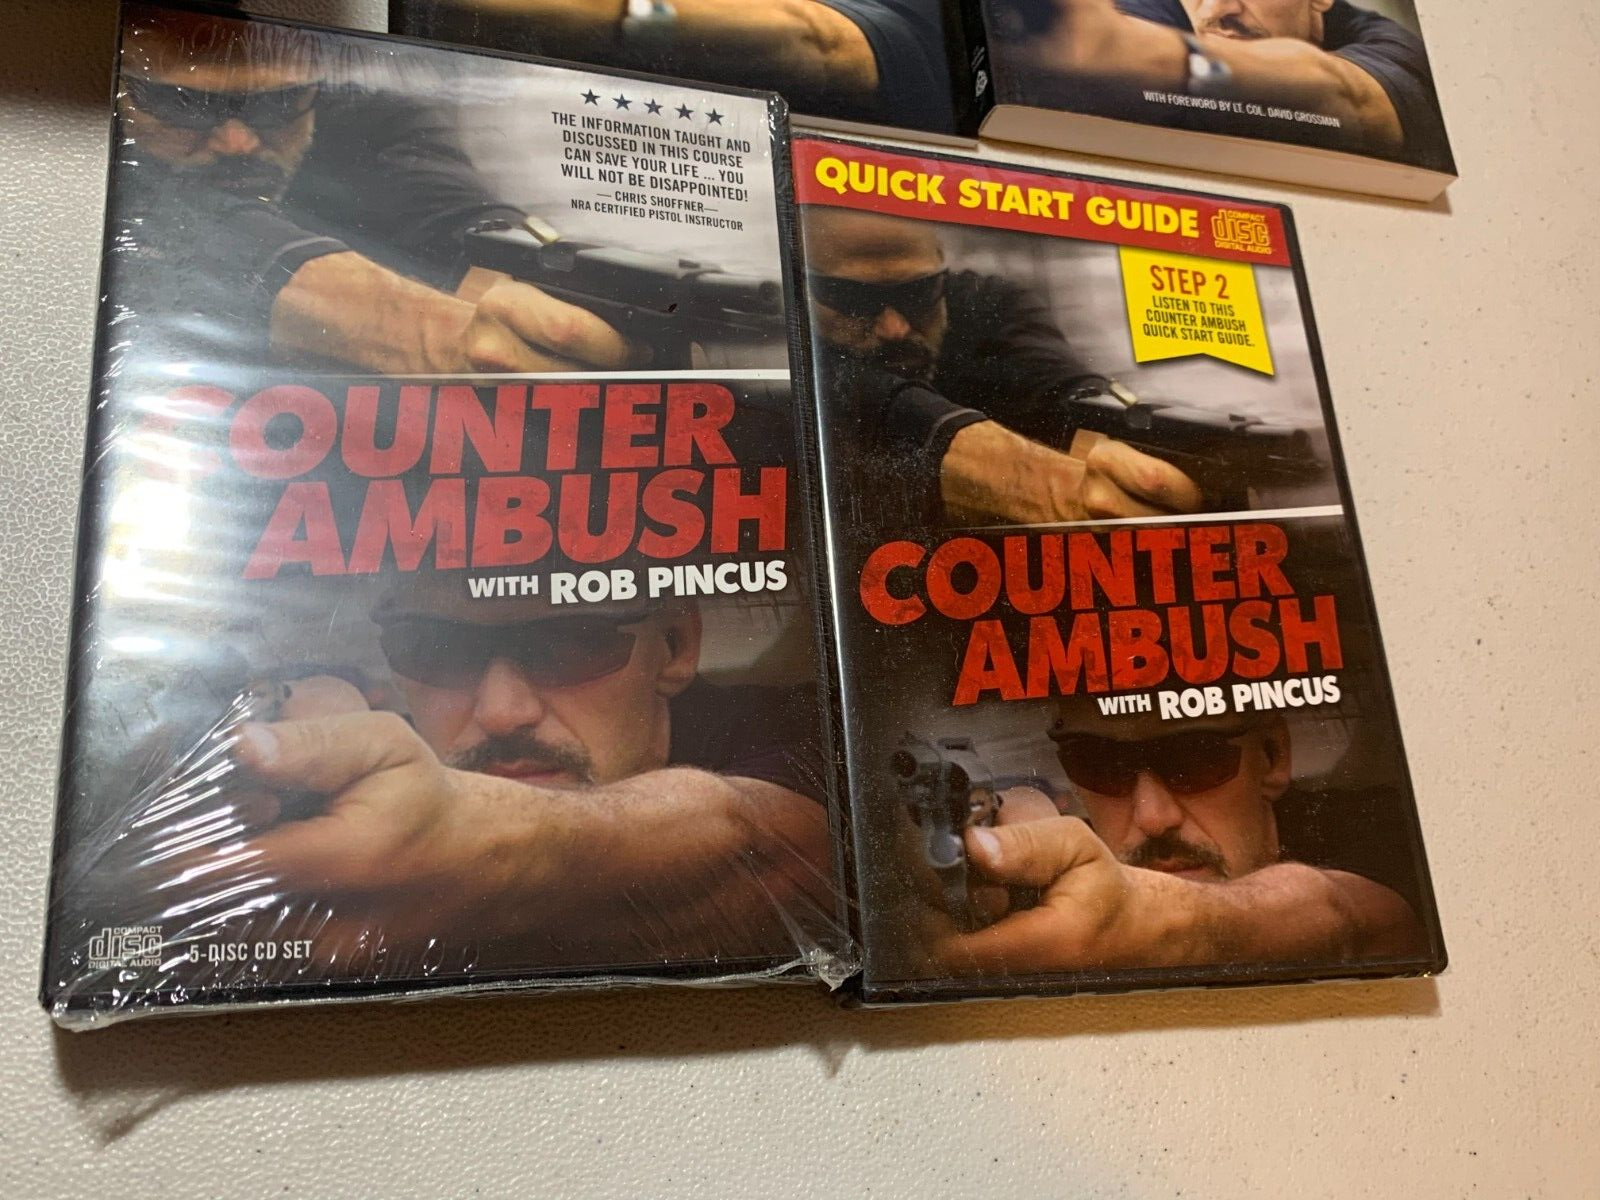 WITH FOREWORD BY LT. COL. DAVID GROSSMAN
★ ★ ★ ★ ★
THE INFORMATION TAUGHT AND
DISCUSSED IN THIS COURSE
CAN SAVE YOUR LIFE ... YOU
WILL NOT BE DISAPPOINTED!
— CHRIS SHOFFNER—
NRA CERTIFIED PISTOL INSTRUCTOR
COUNTER
AMBUSH
WITH ROB PINCUS
COMPACT
disc
DIGITAL AUDIO
5-DISC CD SET
QUICK START GUIDE
COMPACT
disc
DIGITAL AUDIO
STEP 2
LISTEN TO THIS
COUNTER AMBUSH
QUICK START GUIDE.
COUNTER
AMBUSH
WITH ROB PINCUS